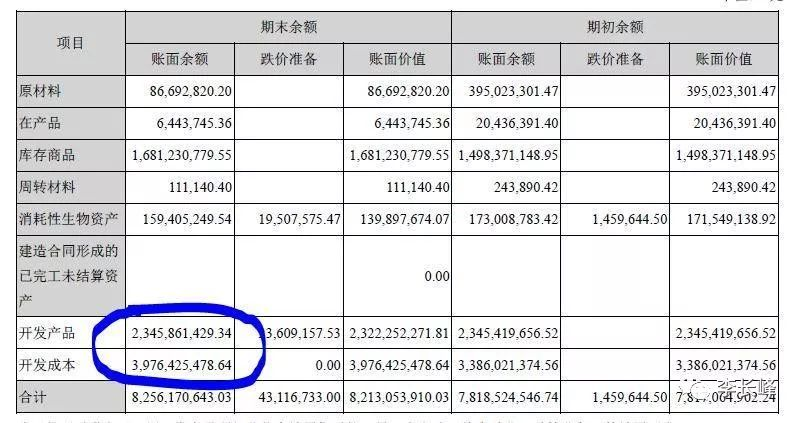 项目 期末余额 期初余额
账面余额 跌价准备 账面价值 账面余额 跌价准备 账面价值
原材料 86,692,820.20 86,692,820.20 395,023,301.47 395,023,301.47
在产品 6,443,745.36 6,443,745.36 20,436,391.40 20,436,391.40
库存商品 1,681,230,779.55 1,681,230,779.55 1,498,371,148.95 1,498,371,148.95
周转材料 111,140.40 111,140.40 243,890.42 243,890.42
消耗性生物资产 159,405,249.54 19,507,575.47 139,897,674.07 173,008,783.42 1,459,644.50 171,549,138.92
建造合同形成的
已完工未结算资 0.00
产
开发产品 2,345,861,429.34 3,609,157.53 2,322,252,271.81 2,345,419,656.52 2,345,419,656.52
开发成本 3,976,425,478.64 0.00 3,976,425,478.64 3,386,021,374.56 3,386,021,374.56
合计 8,256,170,643.03 43,116,733.00 8,213,053,910.03 7,818,524,546.74 1,459,644.50
李长隆